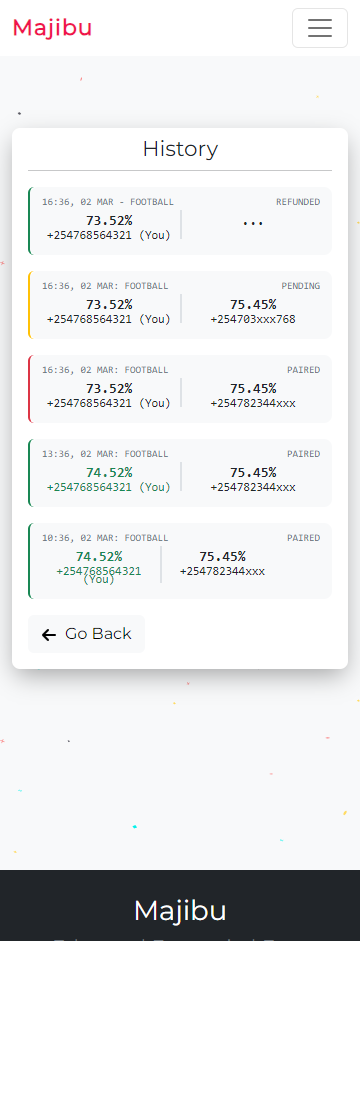 Majibu
History
16:36, 02 MAR - FOOTBALL REFUNDED
73.52% ...
+254768564321 (You)
16:36, 02 MAR: FOOTBALL PENDING
73.52% 75.45%
+254768564321 (You) +254703xxx768
16:36, 02 MAR: FOOTBALL PAIRED
73.52% 75.45%
+254768564321 (You) +254782344xxx
13:36, 02 MAR: FOOTBALL PAIRED
74.52% 75.45%
+254768564321 (You) +254782344xxx
10:36, 02 MAR: FOOTBALL PAIRED
74.52% 75.45%
+254768564321 +254782344xxx
(You)
Go Back
Majibu